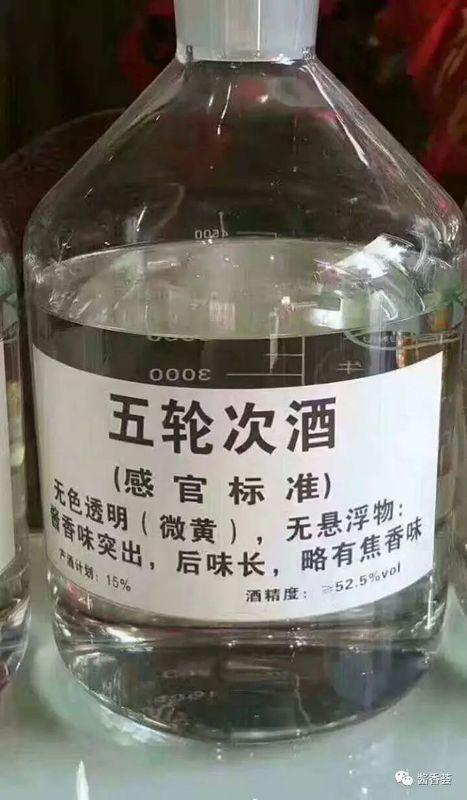 4500
3000
五轮次酒
(感官标准)
无色透明(微黄)，无悬浮物：
酱香味突出，后味长，略有焦香味
产酒计划：15%
酒精度：≥52.5%vol
酱香荟